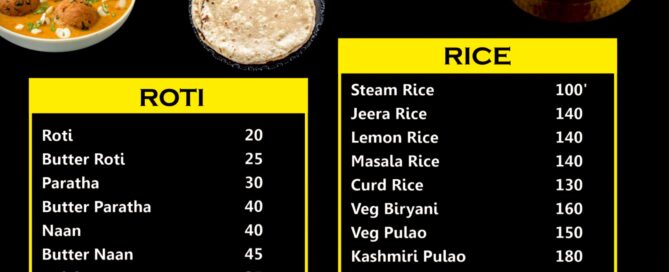 ROTI
Roti 20
Butter Roti 25
Paratha 30
Butter Paratha 40
Naan 40
Butter Naan 45
RICE
Steam Rice 100'
Jeera Rice 140
Lemon Rice 140
Masala Rice 140
Curd Rice 130
Veg Biryani 160
Veg Pulao 150
Kashmiri Pulao 180